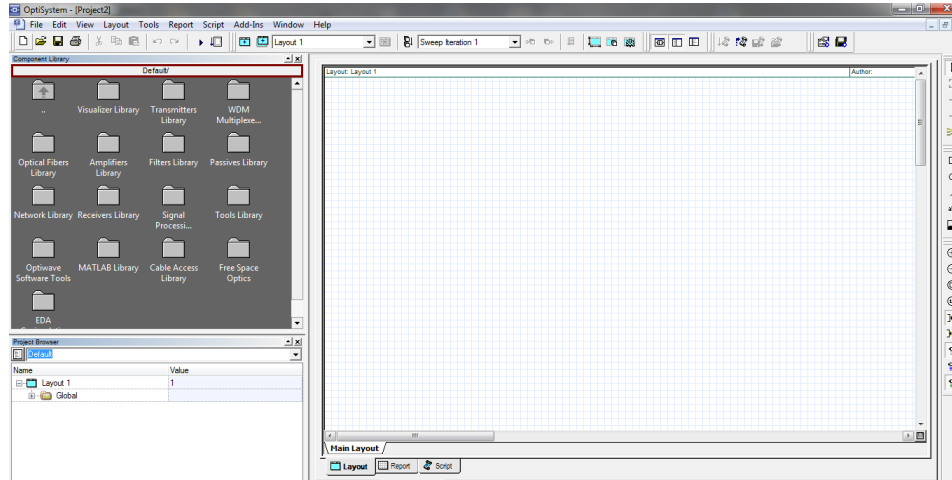 OptiSystem - [Project2]
File Edit View Layout Tools Report Script Add-Ins Window Help
Layout 1
Sweep Iteration 1
Component Library
Default/
..
Visualizer Library
Transmitters Library
WDM Multiplexe...
Optical Fibers Library
Amplifiers Library
Filters Library
Passives Library
Network Library
Receivers Library
Signal Processi...
Tools Library
Optiwave Software Tools
MATLAB Library
Cable Access Library
Free Space Optics
EDA
Project Browser
Default
Name Value
Layout 1 1
Global
Layout: Layout 1
Author:
Main Layout
Layout Report Script